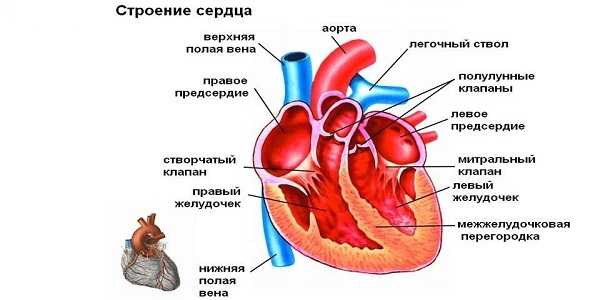 Строение сердца
верхняя
полая вена
аорта
легочный ствол
правое
предсердие
полулунные
клапаны
левое
предсердие
створчатый
клапан
митральный
клапан
правый
желудочек
левый
желудочек
межжелудочковая
перегородка
нижняя
полая
вена